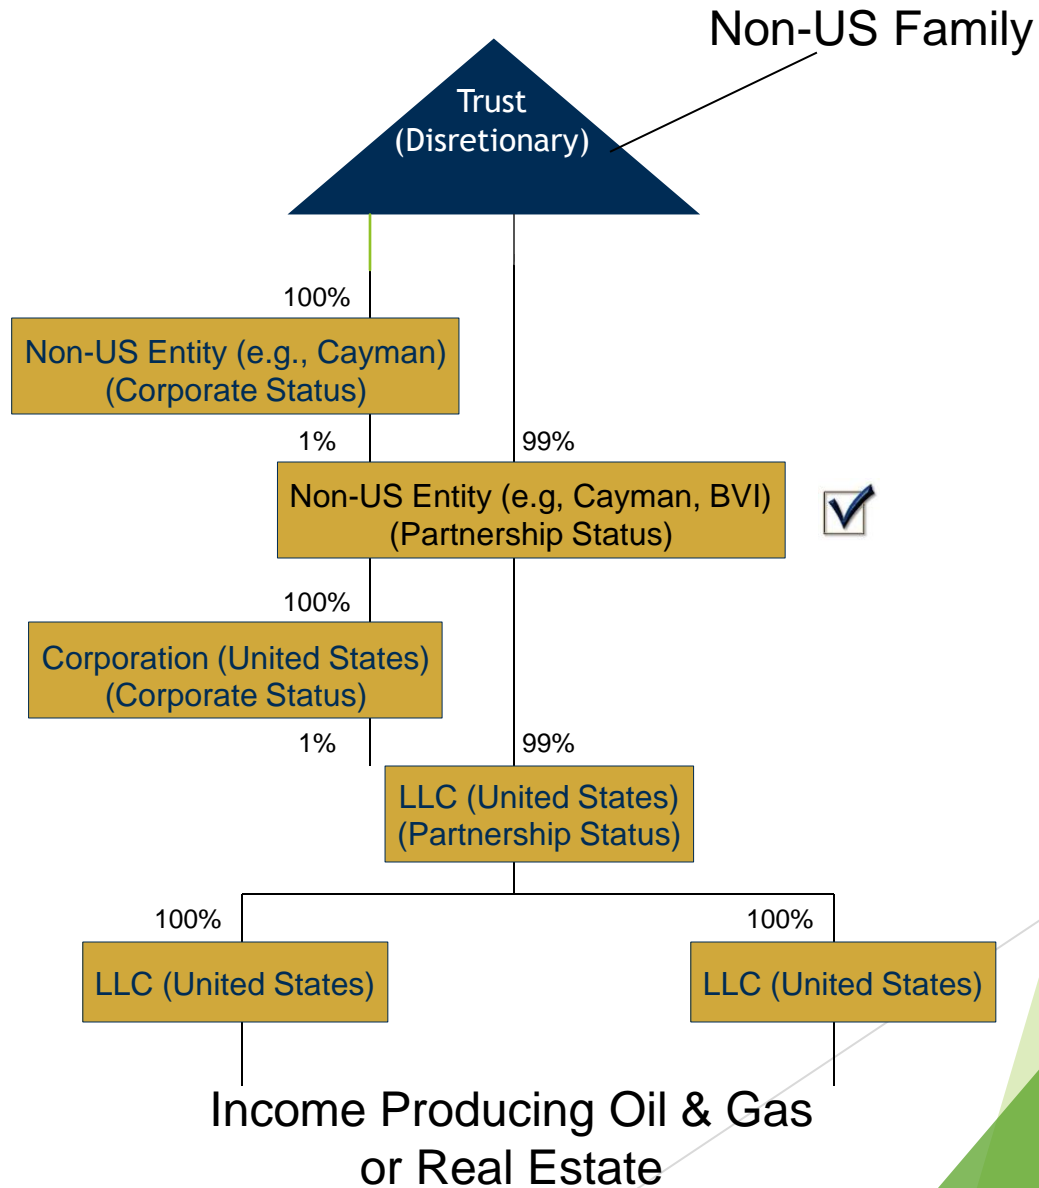 Non-US Family
Trust
(Disretionary)
100%
Non-US Entity (e.g., Cayman)
(Corporate Status)
1%
99%
Non-US Entity (e.g, Cayman, BVI)
(Partnership Status)
100%
Corporation (United States)
(Corporate Status)
1%
99%
LLC (United States)
(Partnership Status)
100%
100%
LLC (United States)
LLC (United States)
Income Producing Oil & Gas
or Real Estate